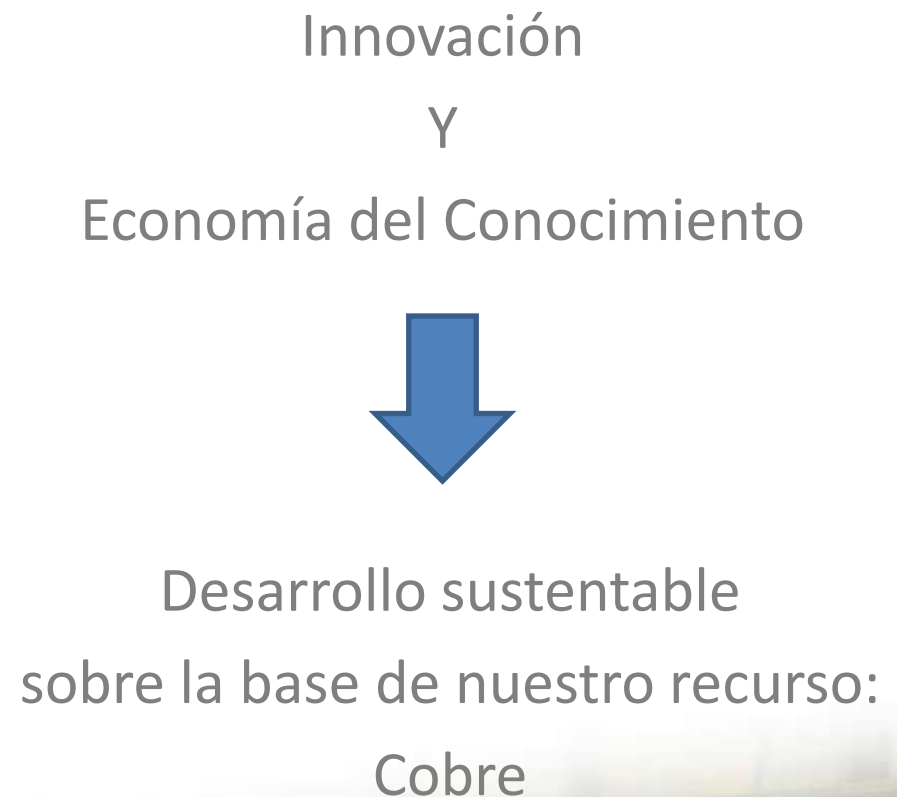 Innovación
Y
Economía del Conocimiento
Desarrollo sustentable
sobre la base de nuestro recurso:
Cobre